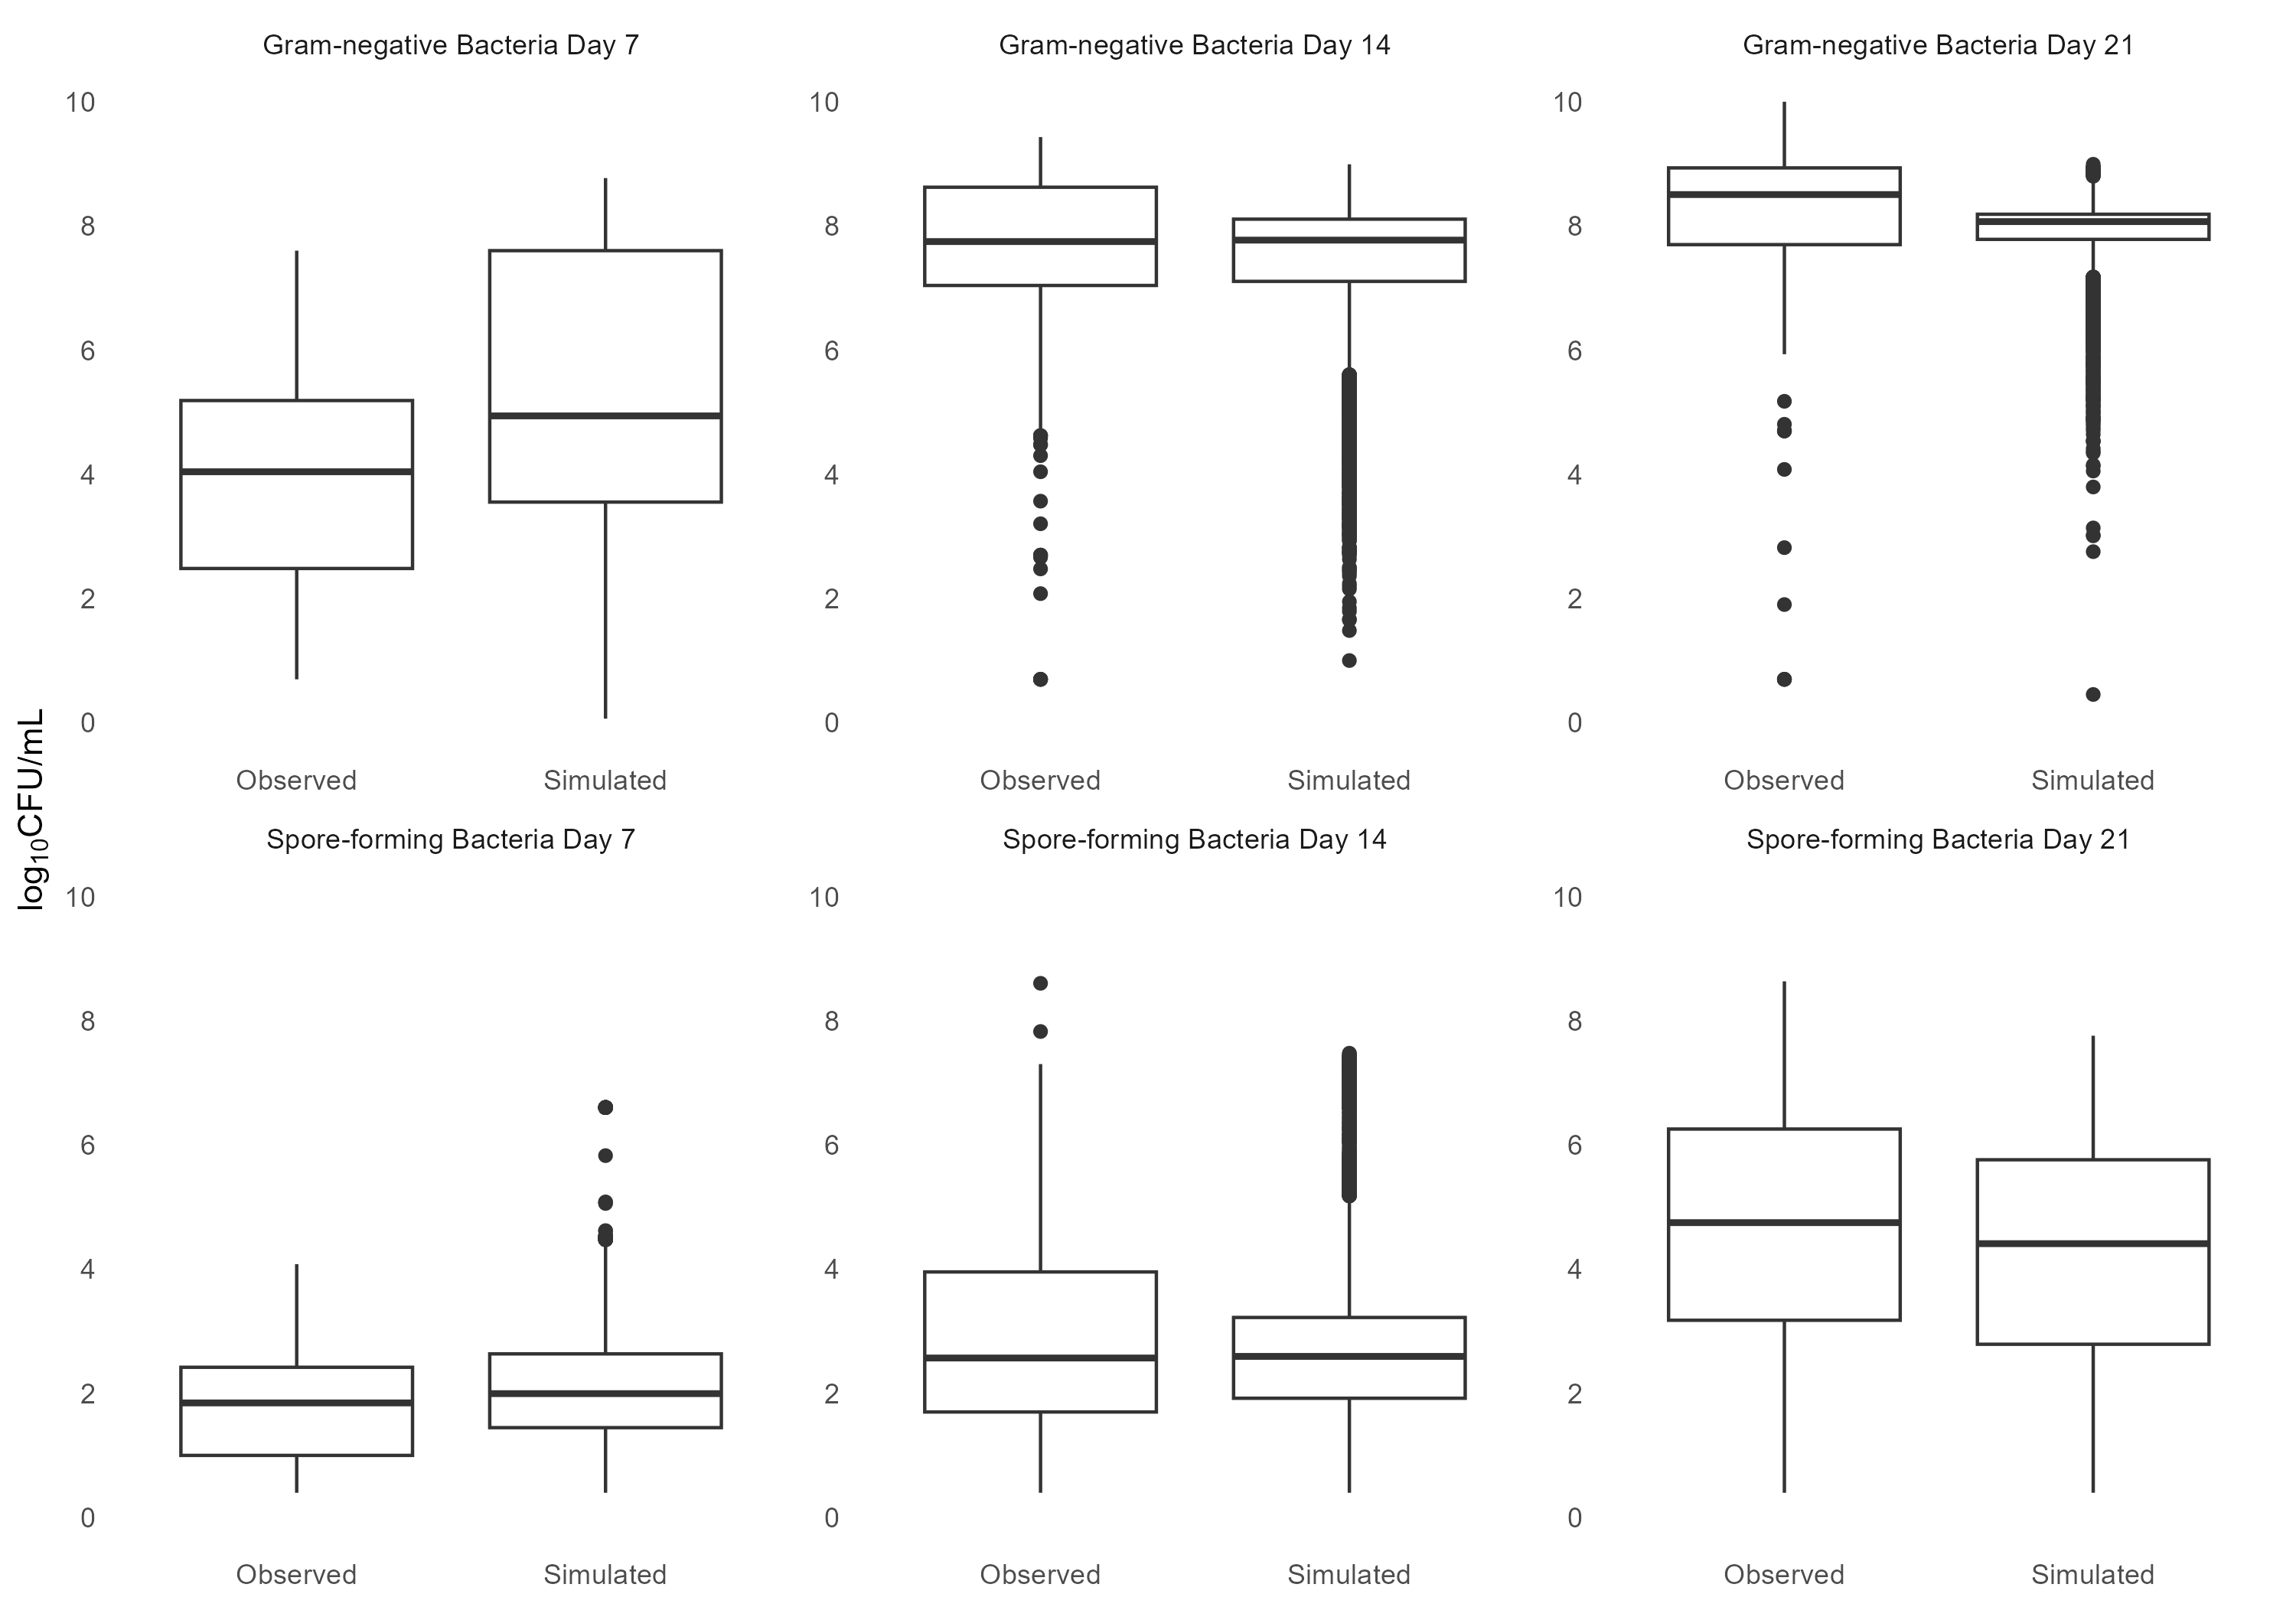 Gram-negative Bacteria Day 7
10
8
6
4
2
0
Observed Simulated
Gram-negative Bacteria Day 14
10
8
6
4
2
0
Observed Simulated
Gram-negative Bacteria Day 21
10
8
6
4
2
0
Observed Simulated
log₁₀CFU/mL
Spore-forming Bacteria Day 7
10
8
6
4
2
0
Observed Simulated
Spore-forming Bacteria Day 14
10
8
6
4
2
0
Observed Simulated
Spore-forming Bacteria Day 21
10
8
6
4
2
0
Observed Simulated